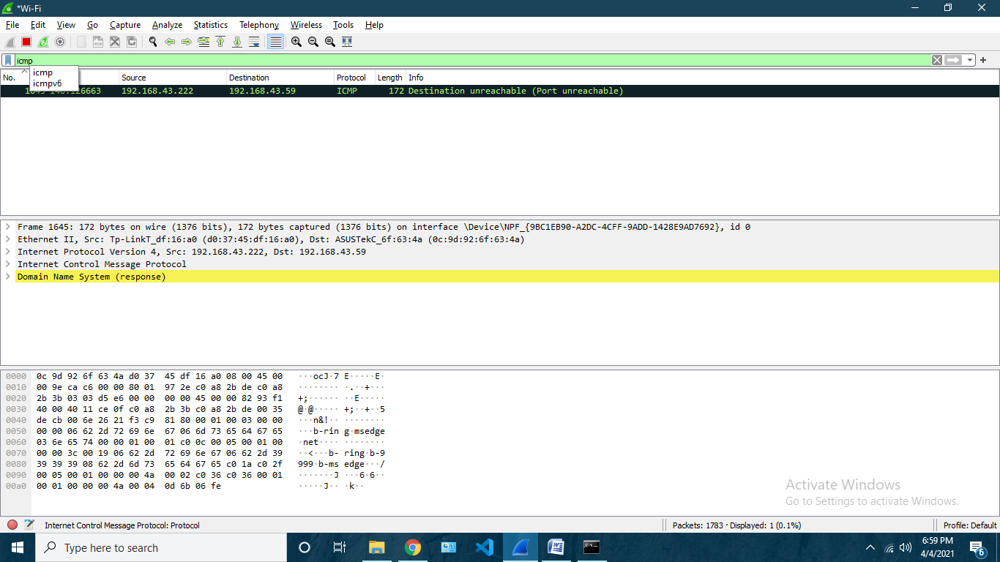 *Wi-Fi
File Edit View Go Capture Analyze Statistics Telephony Wireless Tools Help
icmp
No. Source Destination Protocol Length Info
icmp
icmpv6
192.168.43.222 192.168.43.59 ICMP 172 Destination unreachable (Port unreachable)
Frame 1645: 172 bytes on wire (1376 bits), 172 bytes captured (1376 bits) on interface \Device\NPF_{9BC1EB90-A2DC-4CFF-9ADD-1428E9AD7692}, id 0
Ethernet II, Src: Tp-LinkT_df:16:a0 (d0:37:45:df:16:a0), Dst: ASUSTekC_6f:63:4a (0c:9d:92:6f:63:4a)
Internet Protocol Version 4, Src: 192.168.43.222, Dst: 192.168.43.59
Internet Control Message Protocol
Domain Name System (response)
0000 0c 9d 92 6f 63 4a d0 37 45 df 16 a0 08 00 45 00 ···ocJ·7 E·····E·
0010 00 9e ca c6 00 00 80 01 97 2e c0 a8 2b de c0 a8 ········ ·.··+···
0020 2b 3b 03 03 d5 e6 00 00 00 00 45 00 00 82 93 f1 +;······ ··E·····
0030 40 00 40 11 ce 0f c0 a8 2b 3b c0 a8 2b de 00 35 @·@····· +;··+··5
0040 de cb 00 6e 26 21 f3 c9 81 80 00 01 00 03 00 00 ···n&!·· ········
0050 00 00 06 62 2d 72 69 6e 67 06 6d 73 65 64 67 65 ···b-rin g·msedge
0060 03 6e 65 74 00 00 01 00 01 c0 0c 00 05 00 01 00 ·net···· ········
0070 00 00 3c 00 19 06 62 2d 72 69 6e 67 06 62 2d 39 ··<···b- ring·b-9
0080 39 39 39 08 62 2d 6d 73 65 64 67 65 c0 1a c0 2f 999·b-ms edge···/
0090 00 05 00 01 00 00 00 4a 00 02 c0 36 c0 36 00 01 ·······J ···6·6··
00a0 00 01 00 00 00 4a 00 04 0d 6b 06 fe ·····J·· ·k··
Activate Windows
Go to Settings to activate Windows.
Internet Control Message Protocol: Protocol Packets: 1783 · Displayed: 1 (0.1%) Profile: Default
Type here to search
6:59 PM
4/4/2021
6